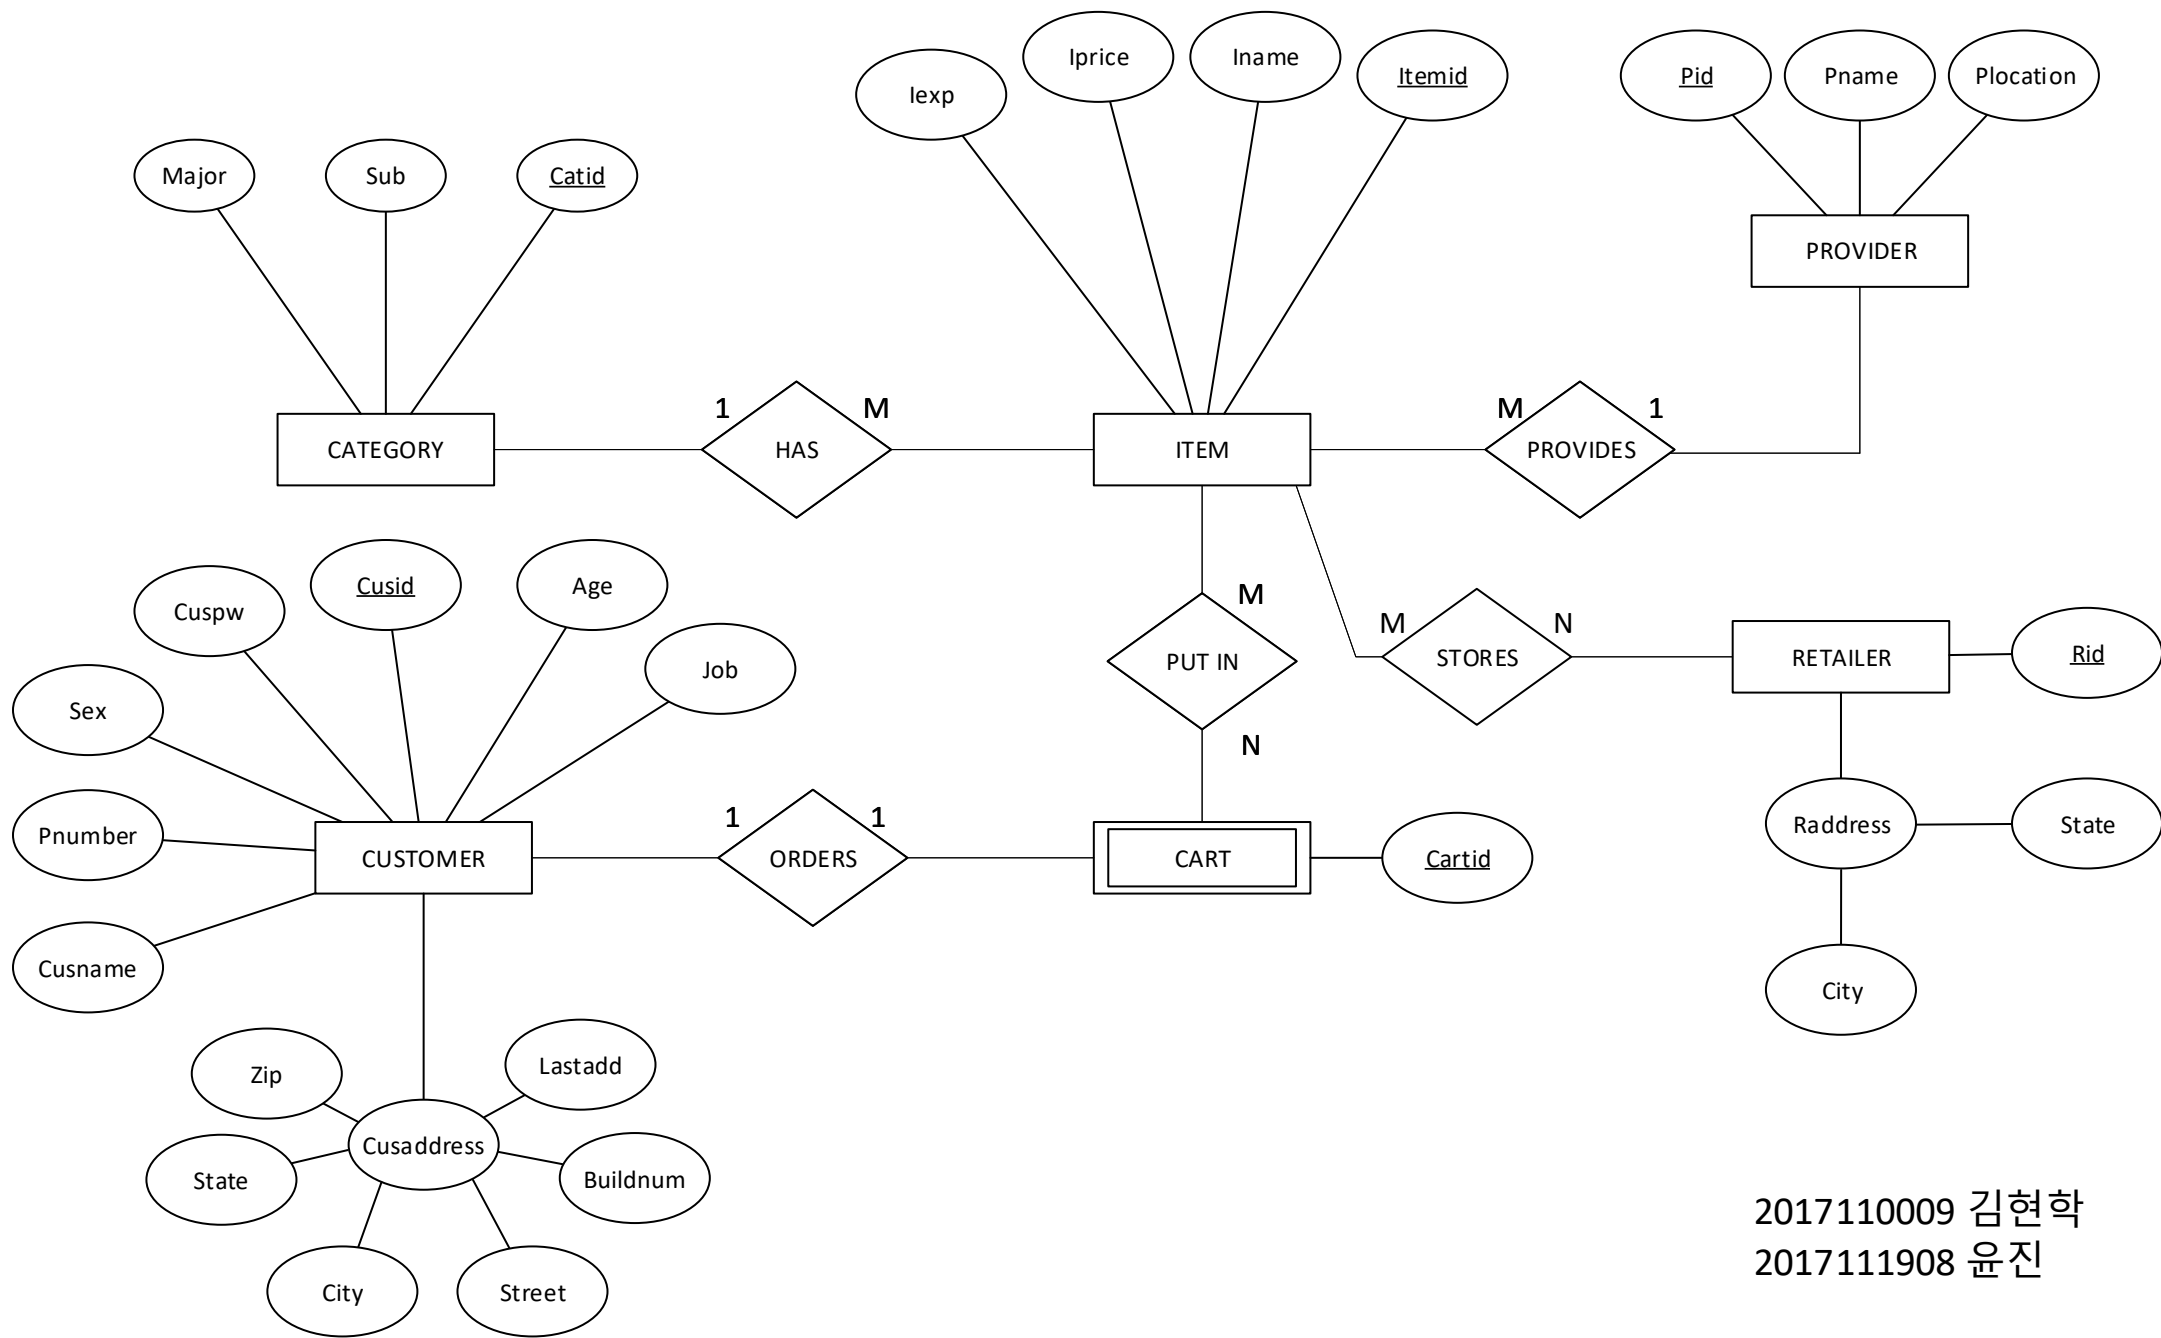 Iprice
Iname
Iexp
Itemid
Pid
Pname
Plocation
Major
Sub
Catid
PROVIDER
1
M
M
1
CATEGORY
HAS
ITEM
PROVIDES
Cusid
Age
Cuspw
M
M
N
Job
PUT IN
STORES
RETAILER
Rid
Sex
N
Pnumber
1
1
Raddress
State
CUSTOMER
ORDERS
CART
Cartid
Cusname
City
Zip
Lastadd
Cusaddress
State
Buildnum
City
Street
2017110009 김현학
2017111908 윤진